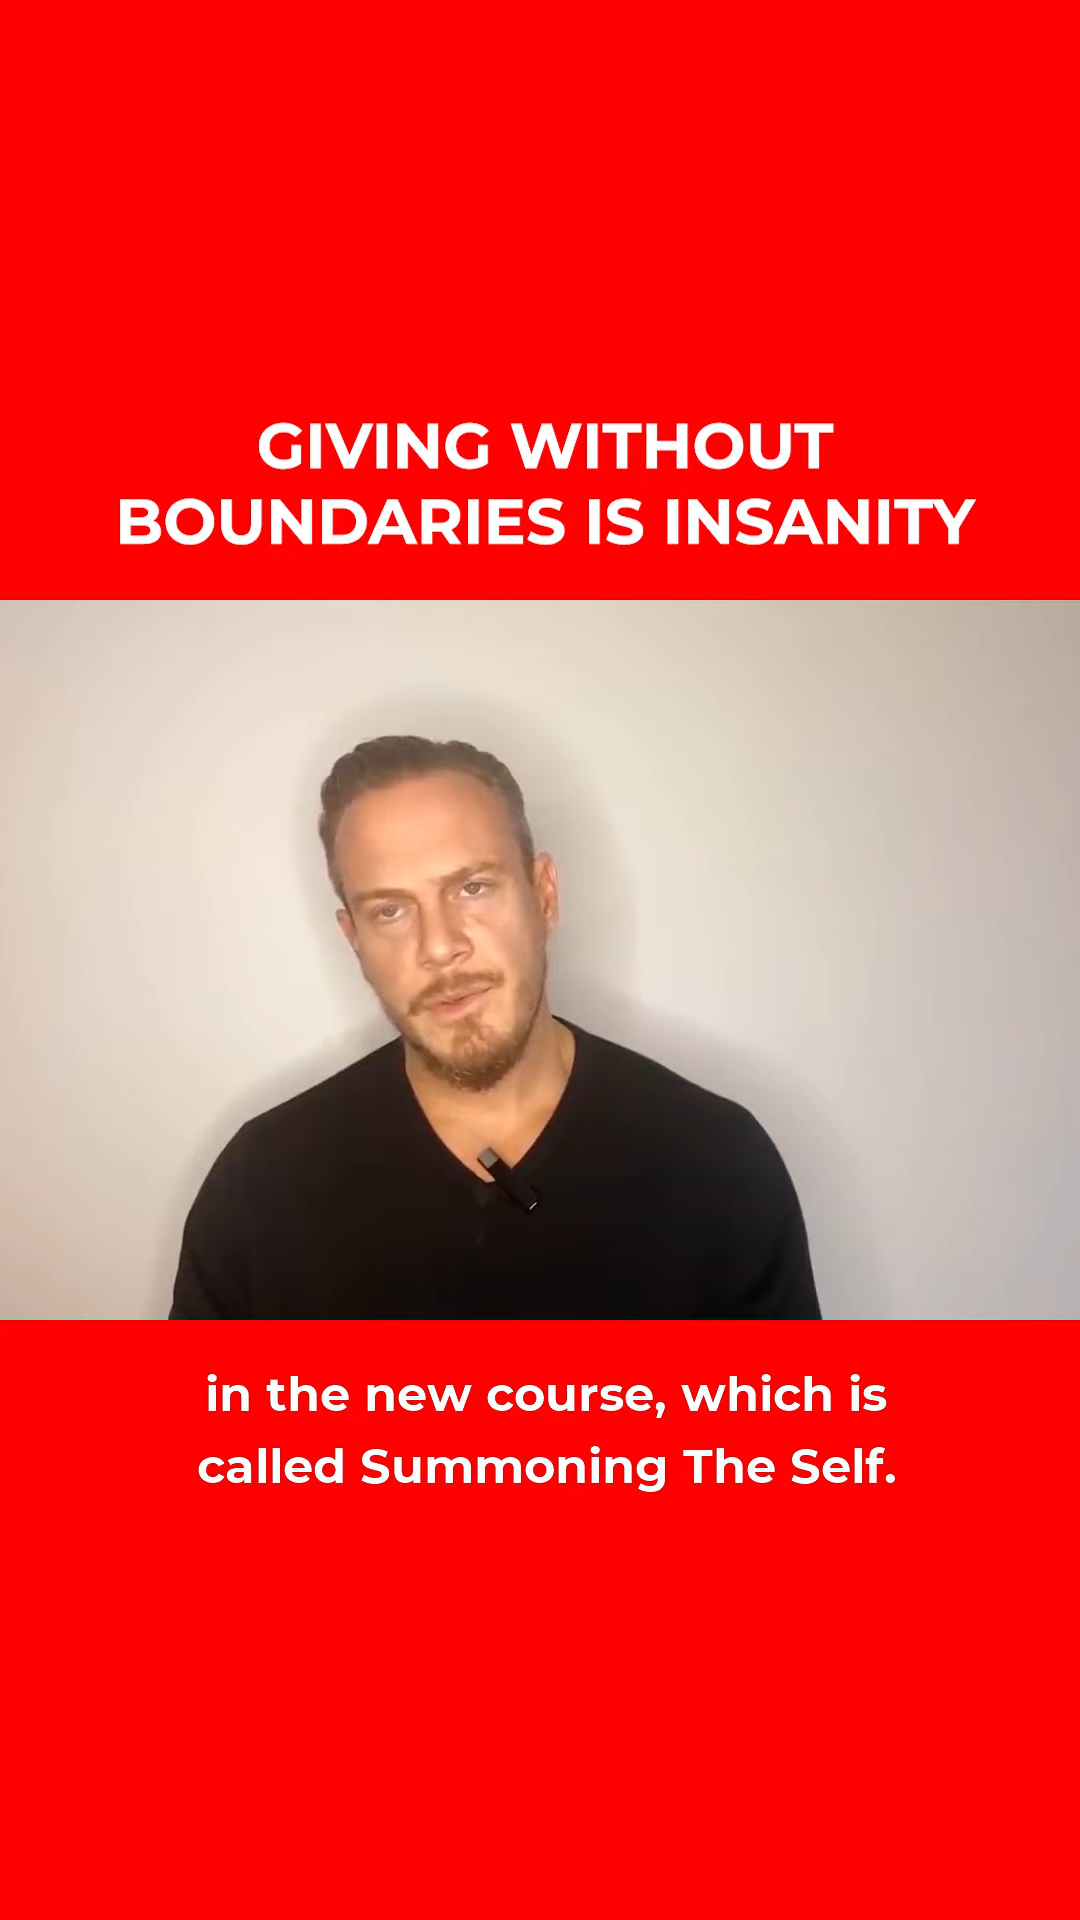 GIVING WITHOUT
BOUNDARIES IS INSANITY
in the new course, which is
called Summoning The Self.